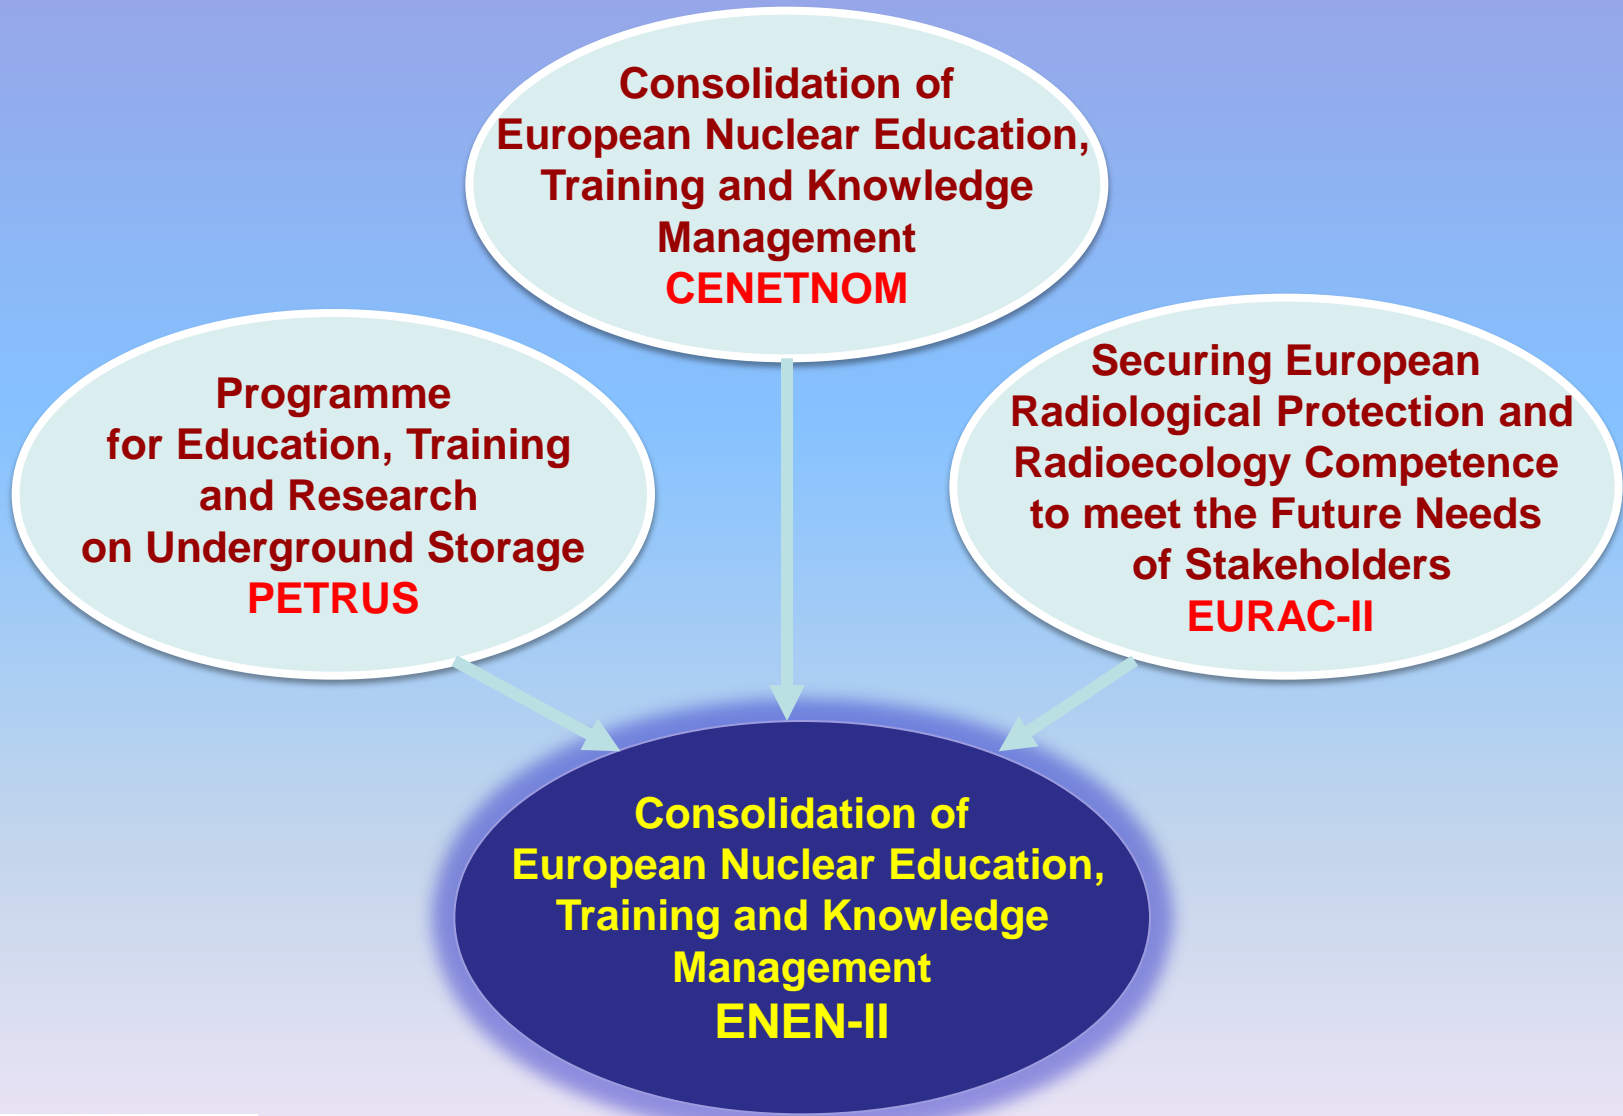 Consolidation of
European Nuclear Education,
Training and Knowledge
Management
CENETNOM
Programme
for Education, Training
and Research
on Underground Storage
PETRUS
Securing European
Radiological Protection and
Radioecology Competence
to meet the Future Needs
of Stakeholders
EURAC-II
Consolidation of
European Nuclear Education,
Training and Knowledge
Management
ENEN-II